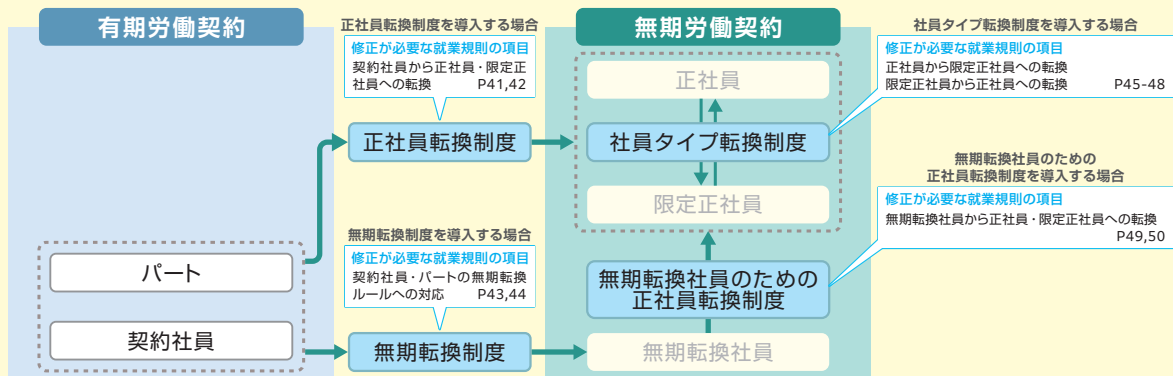 有期労働契約
パート
契約社員
正社員転換制度を導入する場合
修正が必要な就業規則の項目
契約社員から正社員・限定正
社員への転換 P41,42
正社員転換制度
無期転換制度を導入する場合
修正が必要な就業規則の項目
契約社員・パートの無期転換
ルールへの対応 P43,44
無期転換制度
無期労働契約
正社員
社員タイプ転換制度
限定正社員
無期転換社員のための
正社員転換制度
無期転換社員
社員タイプ転換制度を導入する場合
修正が必要な就業規則の項目
正社員から限定正社員への転換
限定正社員から正社員への転換 P45-48
無期転換社員のための
正社員転換制度を導入する場合
修正が必要な就業規則の項目
無期転換社員から正社員・限定正社員への転換
P49,50